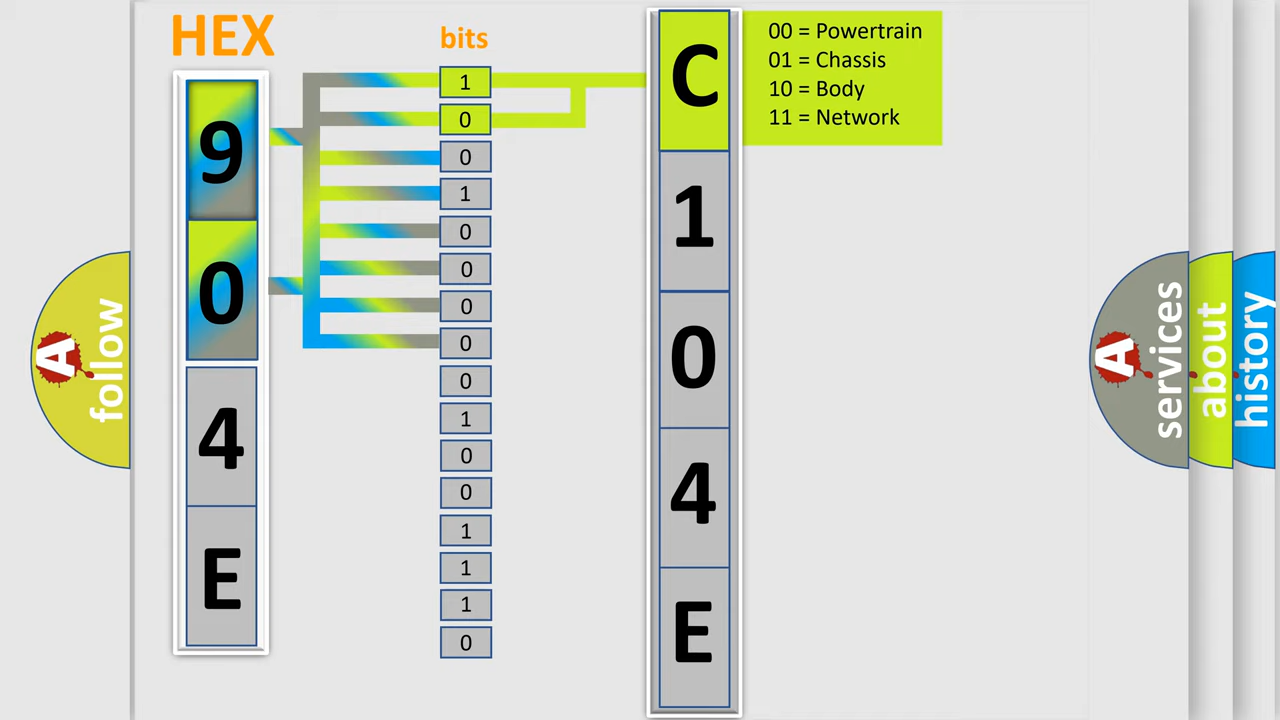 HEX
bits
9
0
4
E
1
0
0
1
0
0
0
0
0
1
0
0
1
1
1
0
C
1
0
4
E
00 = Powertrain
01 = Chassis
10 = Body
11 = Network
A
follow
A
services
about
history